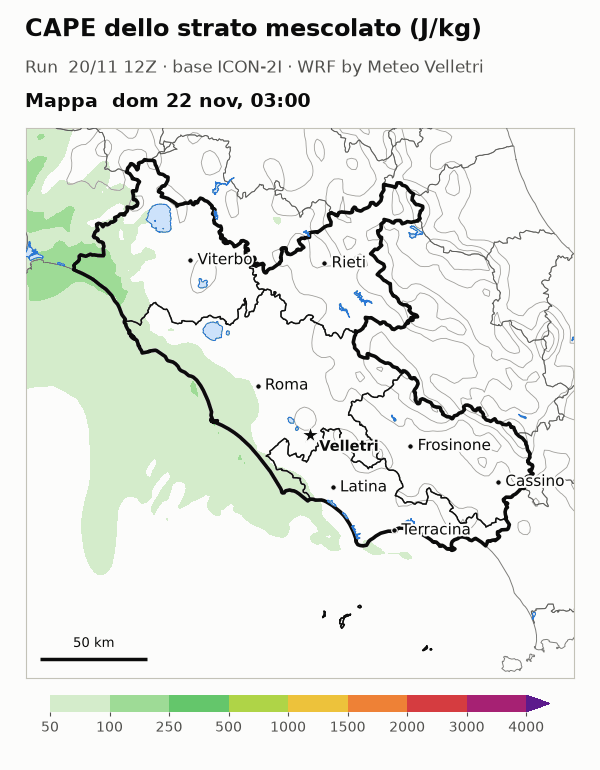 CAPE dello strato mescolato (J/kg)
Run  20/11 12Z · base ICON-2I · WRF by Meteo Velletri
Mappa  dom 22 nov, 03:00
Viterbo
Rieti
Roma
Velletri
Frosinone
Latina
Cassino
Terracina
50 km
50 100 250 500 1000 1500 2000 3000 4000